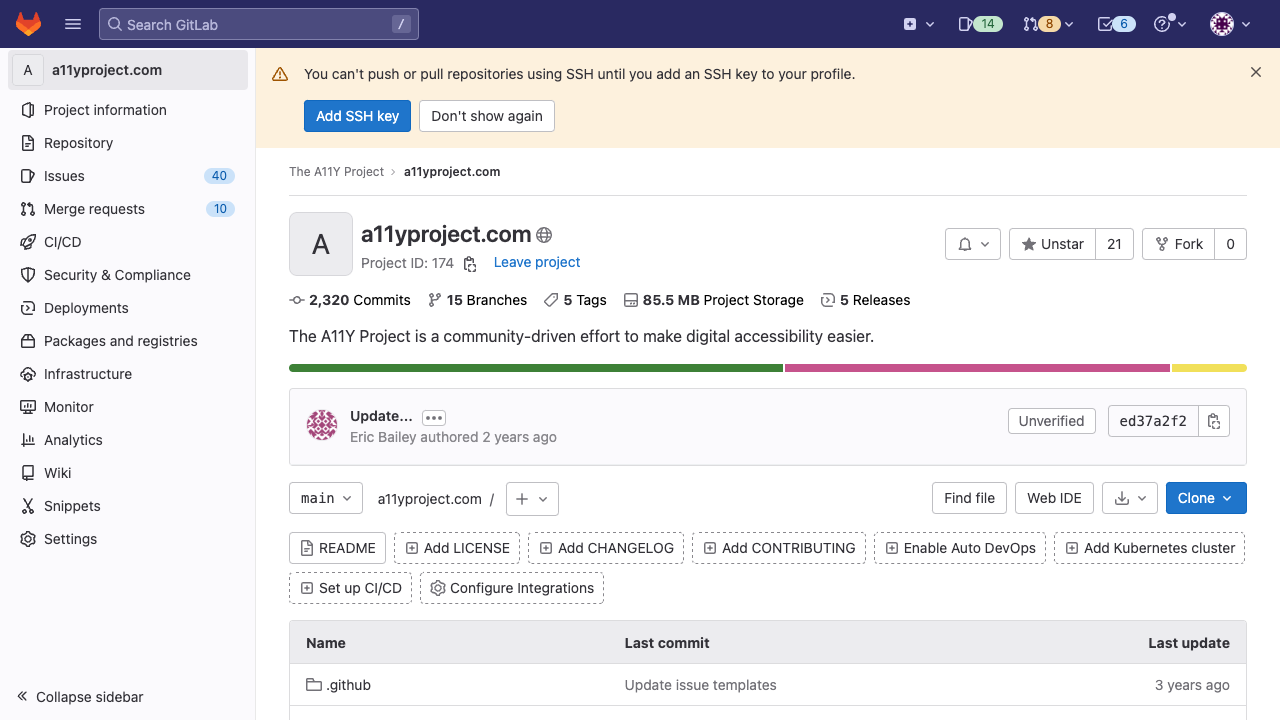 Search GitLab
/
14
8
6
A
a11yproject.com
Project information
Repository
Issues
40
Merge requests
10
CI/CD
Security & Compliance
Deployments
Packages and registries
Infrastructure
Monitor
Analytics
Wiki
Snippets
Settings
Collapse sidebar
You can't push or pull repositories using SSH until you add an SSH key to your profile.
Add SSH key
Don't show again
The A11Y Project
a11yproject.com
A
a11yproject.com
Project ID: 174
Leave project
Unstar
21
Fork
0
2,320 Commits
15 Branches
5 Tags
85.5 MB Project Storage
5 Releases
The A11Y Project is a community-driven effort to make digital accessibility easier.
Update...
Eric Bailey authored 2 years ago
Unverified
ed37a2f2
main
a11yproject.com /
Find file
Web IDE
Clone
README
Add LICENSE
Add CHANGELOG
Add CONTRIBUTING
Enable Auto DevOps
Add Kubernetes cluster
Set up CI/CD
Configure Integrations
Name
Last commit
Last update
.github
Update issue templates
3 years ago